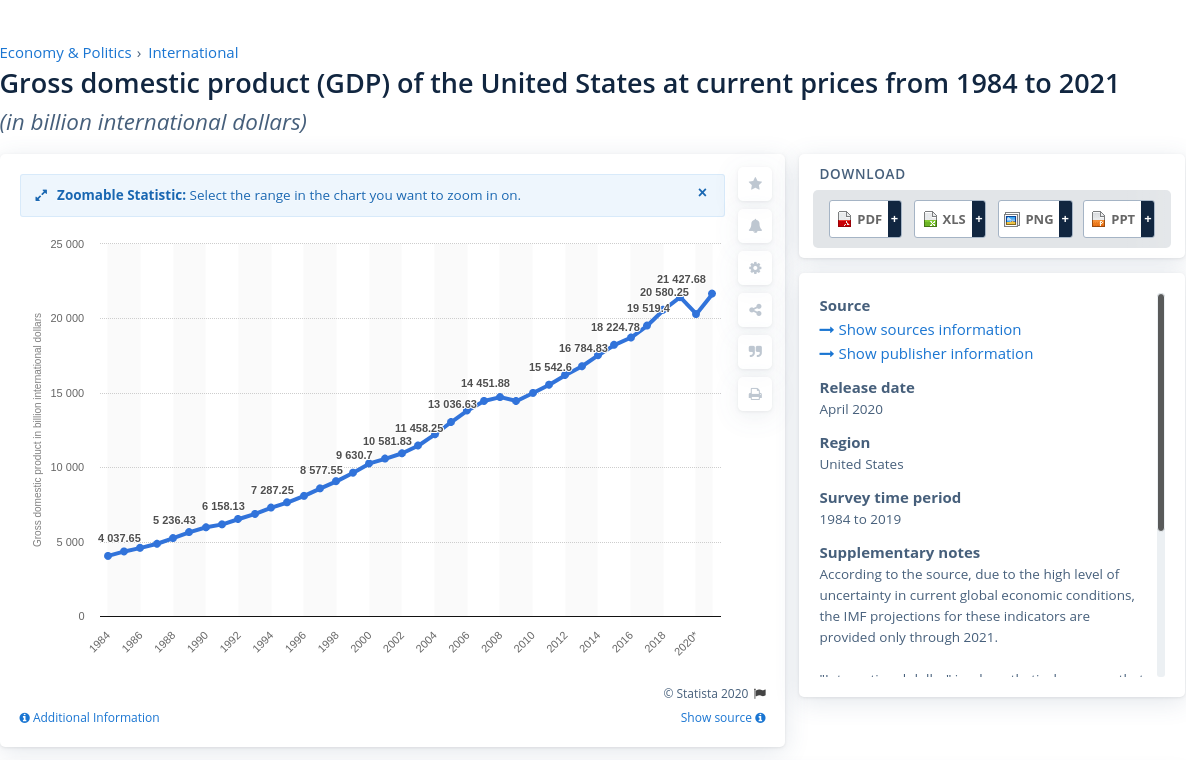 Economy & Politics › International
Gross domestic product (GDP) of the United States at current prices from 1984 to 2021
(in billion international dollars)
Zoomable Statistic: Select the range in the chart you want to zoom in on. ×
Gross domestic product in billion international dollars
25 000
20 000
15 000
10 000
5 000
0
4 037.65
5 236.43
6 158.13
7 287.25
8 577.55
9 630.7
10 581.83
11 458.25
13 036.63
14 451.88
15 542.6
16 784.83
18 224.78
19 519.4
20 580.25
21 427.68
1984
1986
1988
1990
1992
1994
1996
1998
2000
2002
2004
2006
2008
2010
2012
2014
2016
2018
2020*
© Statista 2020
Additional Information
Show source
DOWNLOAD
PDF + XLS + PNG + PPT +
Source
Show sources information
Show publisher information
Release date
April 2020
Region
United States
Survey time period
1984 to 2019
Supplementary notes
According to the source, due to the high level of
uncertainty in current global economic conditions,
the IMF projections for these indicators are
provided only through 2021.